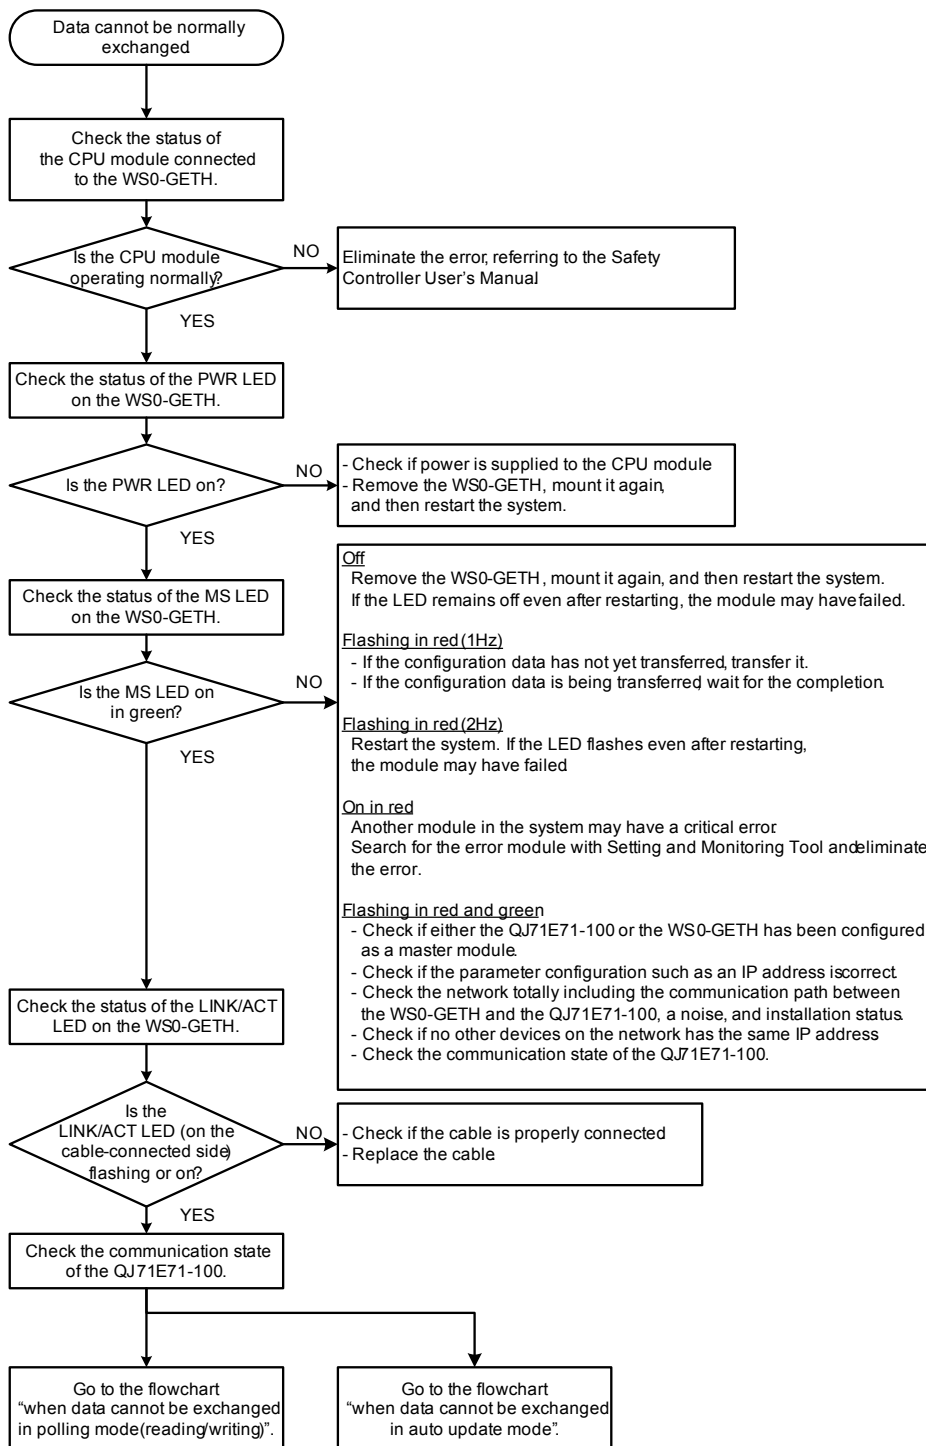 Data cannot be normally
exchanged.
Check the status of
the CPU module connected
to the WS0-GETH.
Is the CPU module
operating normally?
NO
Eliminate the error, referring to the Safety
Controller User's Manual.
YES
Check the status of the PWR LED
on the WS0-GETH.
Is the PWR LED on?
NO
- Check if power is supplied to the CPU module
- Remove the WS0-GETH, mount it again,
and then restart the system.
YES
Check the status of the MS LED
on the WS0-GETH.
Is the MS LED on
in green?
NO
Off
Remove the WS0-GETH, mount it again, and then restart the system.
If the LED remains off even after restarting, the module may have failed.
Flashing in red (1Hz)
- If the configuration data has not yet transferred, transfer it.
- If the configuration data is being transferred, wait for the completion.
Flashing in red (2Hz)
Restart the system. If the LED flashes even after restarting,
the module may have failed.
On in red
Another module in the system may have a critical error.
Search for the error module with Setting and Monitoring Tool and eliminate
the error.
Flashing in red and green
- Check if either the QJ71E71-100 or the WS0-GETH has been configured
as a master module.
- Check if the parameter configuration such as an IP address is correct.
- Check the network totally including the communication path between
the WS0-GETH and the QJ71E71-100, a noise, and installation status.
- Check if no other devices on the network has the same IP address
- Check the communication state of the QJ71E71-100.
YES
Check the status of the LINK/ACT
LED on the WS0-GETH.
Is the
LINK/ACT LED (on the
cable-connected side)
flashing or on?
NO
- Check if the cable is properly connected
- Replace the cable.
YES
Check the communication state
of the QJ71E71-100.
Go to the flowchart
"when data cannot be exchanged
in polling mode(reading/writing)".
Go to the flowchart
"when data cannot be exchanged
in auto update mode".